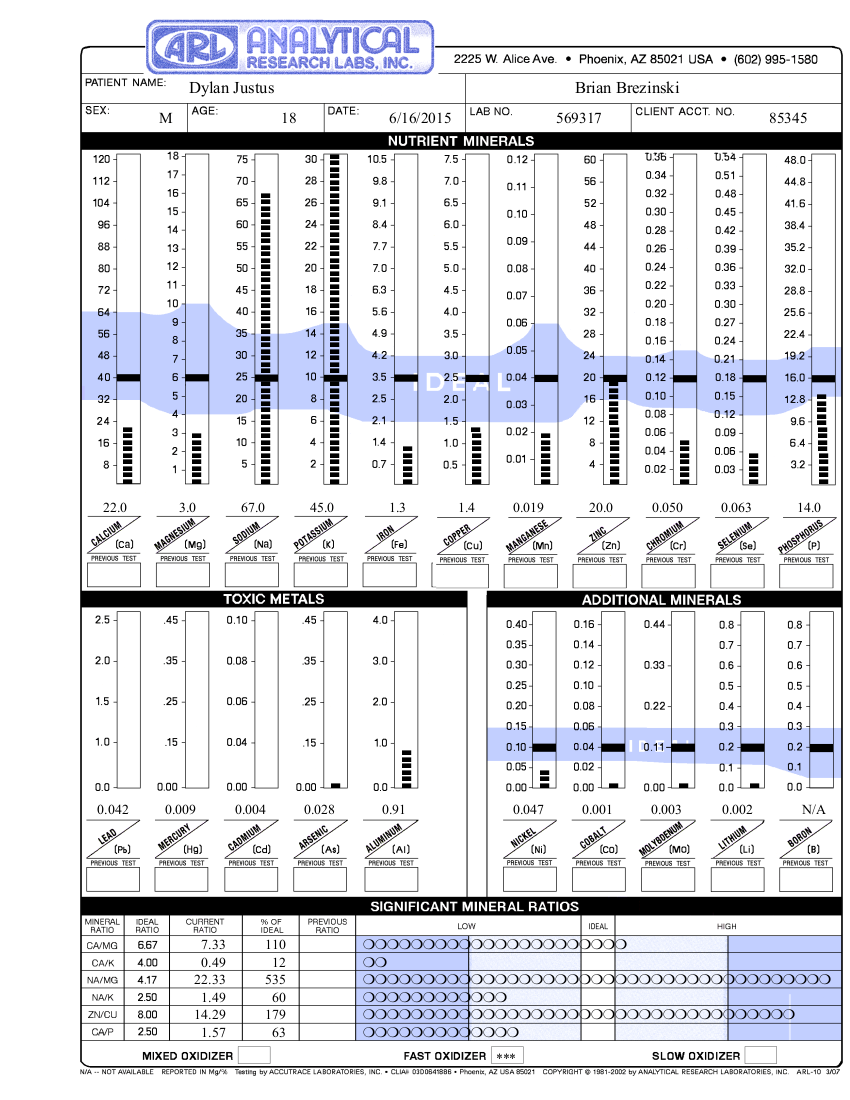 ARL ANALYTICAL
RESEARCH LABS, INC.
2225 W. Alice Ave. • Phoenix, AZ 85021 USA • (602) 995-1580
PATIENT NAME: Dylan Justus Brian Brezinski
SEX: M AGE: 18 DATE: 6/16/2015 LAB NO. 569317 CLIENT ACCT. NO. 85345
NUTRIENT MINERALS
120 18 75 30 10.5 7.5 0.12 60 0.36 0.54 48.0
112 17 70 28 9.8 7.0 0.11 56 0.34 0.51 44.8
104 16 65 26 9.1 6.5 0.10 52 0.32 0.48 41.6
96 15 60 24 8.4 6.0 0.09 48 0.30 0.45 38.4
88 14 55 22 7.7 5.5 0.08 44 0.28 0.42 35.2
80 13 50 20 7.0 5.0 0.07 40 0.26 0.39 32.0
72 12 45 18 6.3 4.5 0.06 36 0.24 0.36 28.8
64 11 40 16 5.6 4.0 0.05 32 0.22 0.33 25.6
56 10 35 14 4.9 3.5 0.04 28 0.20 0.30 22.4
48 9 30 12 4.2 3.0 0.03 24 0.18 0.27 19.2
40 8 25 10 3.5 2.5 0.02 20 0.16 0.24 16.0
32 7 20 8 2.8 2.0 0.01 16 0.14 0.21 12.8
24 6 15 6 2.1 1.5 12 0.12 0.18 9.6
16 5 10 4 1.4 1.0 8 0.10 0.15 6.4
8 4 5 2 0.7 0.5 4 0.08 0.12 3.2
3 0.06 0.09
2 0.04 0.06
1 0.02 0.03
IDEAL
22.0 3.0 67.0 45.0 1.3 1.4 0.019 20.0 0.050 0.063 14.0
CALCIUM MAGNESIUM SODIUM POTASSIUM IRON COPPER MANGANESE ZINC CHROMIUM SELENIUM PHOSPHORUS
(Ca) (Mg) (Na) (K) (Fe) (Cu) (Mn) (Zn) (Cr) (Se) (P)
PREVIOUS TEST PREVIOUS TEST PREVIOUS TEST PREVIOUS TEST PREVIOUS TEST PREVIOUS TEST PREVIOUS TEST PREVIOUS TEST PREVIOUS TEST PREVIOUS TEST PREVIOUS TEST
TOXIC METALS
2.5 .45 0.10 .45 4.0
2.0 .35 0.08 .35 3.0
1.5 .25 0.06 .25 2.0
1.0 .15 0.04 .15 1.0
0.0 0.00 0.00 0.00 0.0
0.042 0.009 0.004 0.028 0.91
LEAD MERCURY CADMIUM ARSENIC ALUMINUM
(Pb) (Hg) (Cd) (As) (Al)
PREVIOUS TEST PREVIOUS TEST PREVIOUS TEST PREVIOUS TEST PREVIOUS TEST
ADDITIONAL MINERALS
0.40 0.16 0.44 0.8 0.8
0.35 0.14 0.33 0.7 0.7
0.30 0.12 0.22 0.6 0.6
0.25 0.10 0.11 0.5 0.5
0.20 0.08 0.00 0.4 0.4
0.15 0.06 0.3 0.3
0.10 0.04 0.2 0.2
0.05 0.02 0.1 0.1
0.00 0.00 0.0 0.0
IDEAL
0.047 0.001 0.003 0.002 N/A
NICKEL COBALT MOLYBDENUM LITHIUM BORON
(Ni) (CO) (MO) (Li) (B)
PREVIOUS TEST PREVIOUS TEST PREVIOUS TEST PREVIOUS TEST PREVIOUS TEST
SIGNIFICANT MINERAL RATIOS
MINERAL RATIO IDEAL RATIO CURRENT RATIO % OF IDEAL PREVIOUS RATIO LOW IDEAL HIGH
CA/MG 6.67 7.33 110
CA/K 4.00 0.49 12
NA/MG 4.17 22.33 535
NA/K 2.50 1.49 60
ZN/CU 8.00 14.29 179
CA/P 2.50 1.57 63
MIXED OXIDIZER FAST OXIDIZER *** SLOW OXIDIZER
N/A -- NOT AVAILABLE REPORTED IN Mg/% Testing by ACCUTRACE LABORATORIES, INC. • CLIA# 0300641886 • Phoenix, AZ 85021 COPYRIGHT © 1981-2002 by ANALYTICAL RESEARCH LABORATORIES, INC. ARL-10 3/07